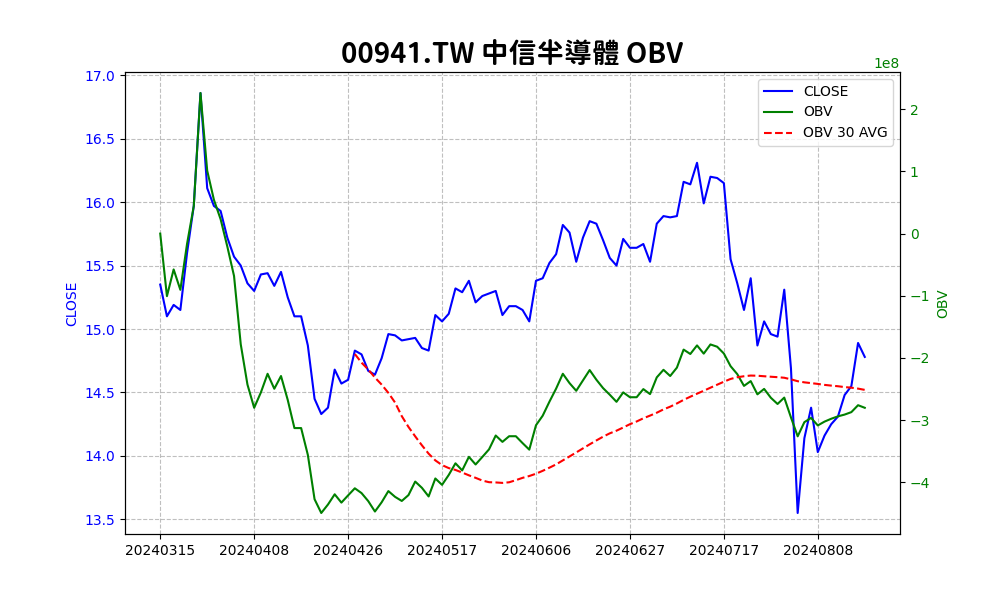 00941.TW 中信半導體 OBV
1e8
17.0
16.5
16.0
15.5
15.0
14.5
14.0
13.5
CLOSE
CLOSE
OBV
OBV 30 AVG
2
1
0
−1
−2
−3
−4
OBV
20240315 20240408 20240426 20240517 20240606 20240627 20240717 20240808